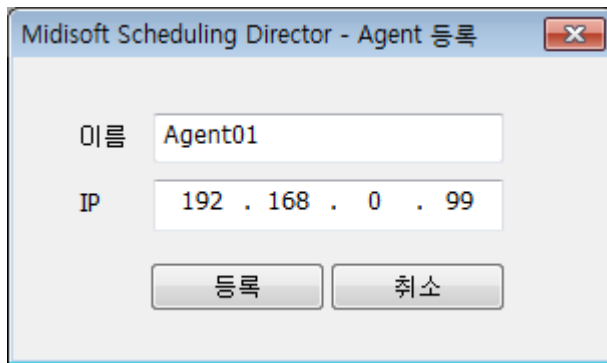 Midisoft Scheduling Director - Agent 등록
이름 Agent01
IP 192 . 168 . 0 . 99
등록 취소